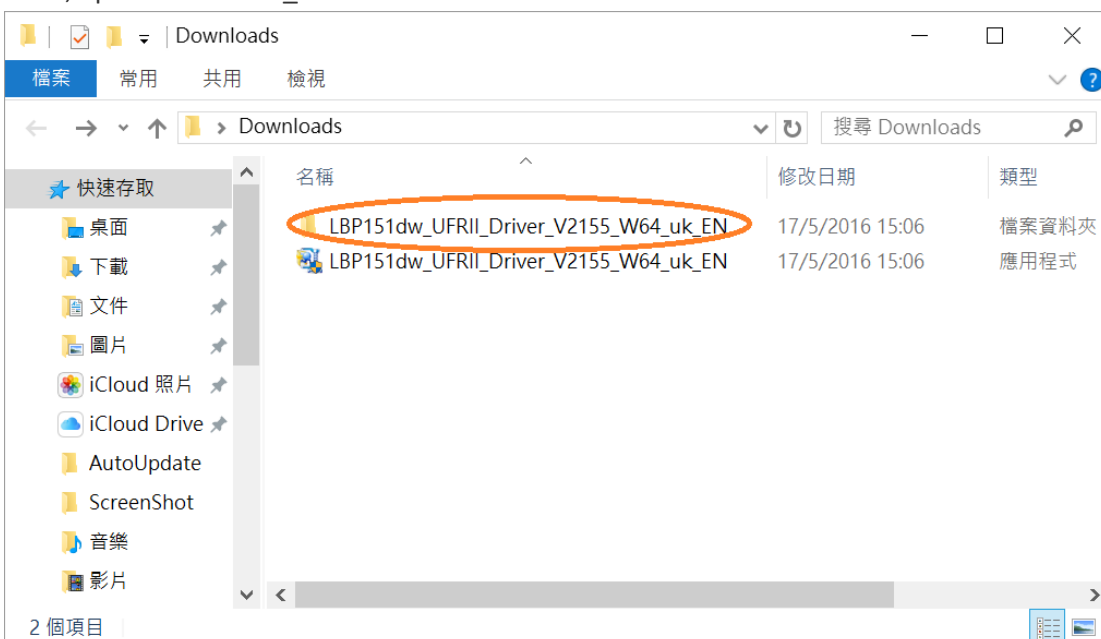 Downloads
檔案 常用 共用 檢視
Downloads 搜尋 Downloads
名稱 修改日期 類型
快速存取
桌面
下載
文件
圖片
iCloud 照片
iCloud Drive
AutoUpdate
ScreenShot
音樂
影片
LBP151dw_UFRII_Driver_V2155_W64_uk_EN 17/5/2016 15:06 檔案資料夾
LBP151dw_UFRII_Driver_V2155_W64_uk_EN 17/5/2016 15:06 應用程式
2 個項目